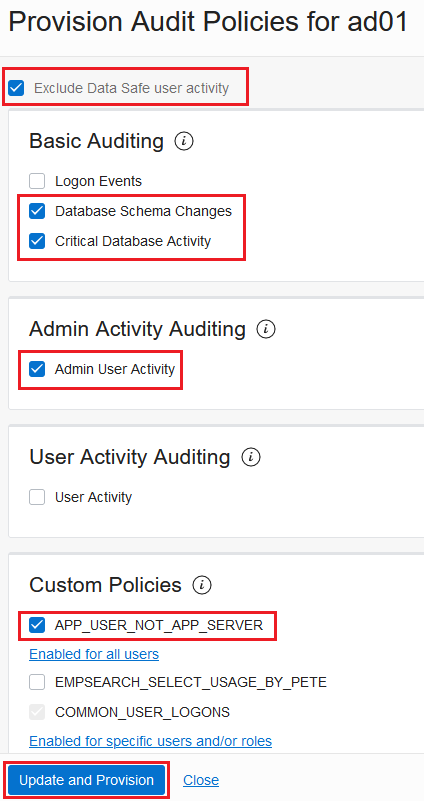 Provision Audit Policies for ad01
Exclude Data Safe user activity
Basic Auditing i
Logon Events
Database Schema Changes
Critical Database Activity
Admin Activity Auditing i
Admin User Activity
User Activity Auditing i
User Activity
Custom Policies i
APP_USER_NOT_APP_SERVER
Enabled for all users
EMPSEARCH_SELECT_USAGE_BY_PETE
COMMON_USER_LOGONS
Enabled for specific users and/or roles
Update and Provision Close